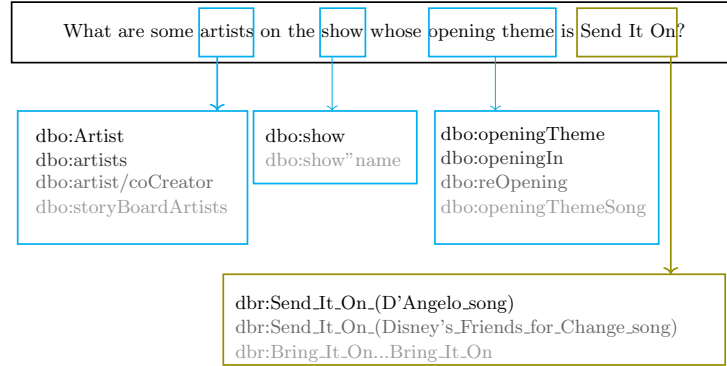 What are some artists on the show whose opening theme is Send It On?
dbo:Artist
dbo:artists
dbo:artist/coCreator
dbo:storyBoardArtists
dbo:show
dbo:show”name
dbo:openingTheme
dbo:openingIn
dbo:reOpening
dbo:openingThemeSong
dbr:Send_It_On_(D'Angelo_song)
dbr:Send_It_On_(Disney's_Friends_for_Change_song)
dbr:Bring_It_On...Bring_It_On